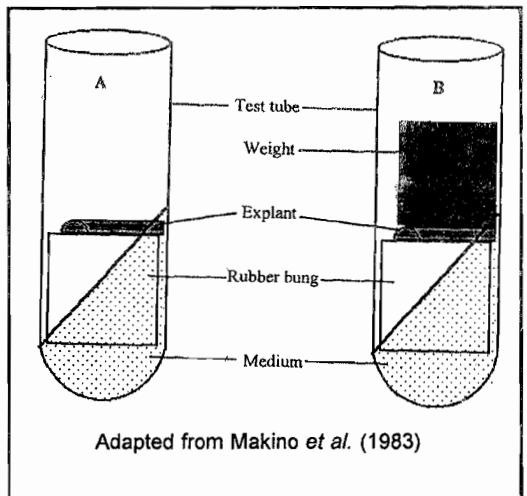 A
B
Test tube
Weight
Explant
Rubber bung
Medium
Adapted from Makino et al. (1983)